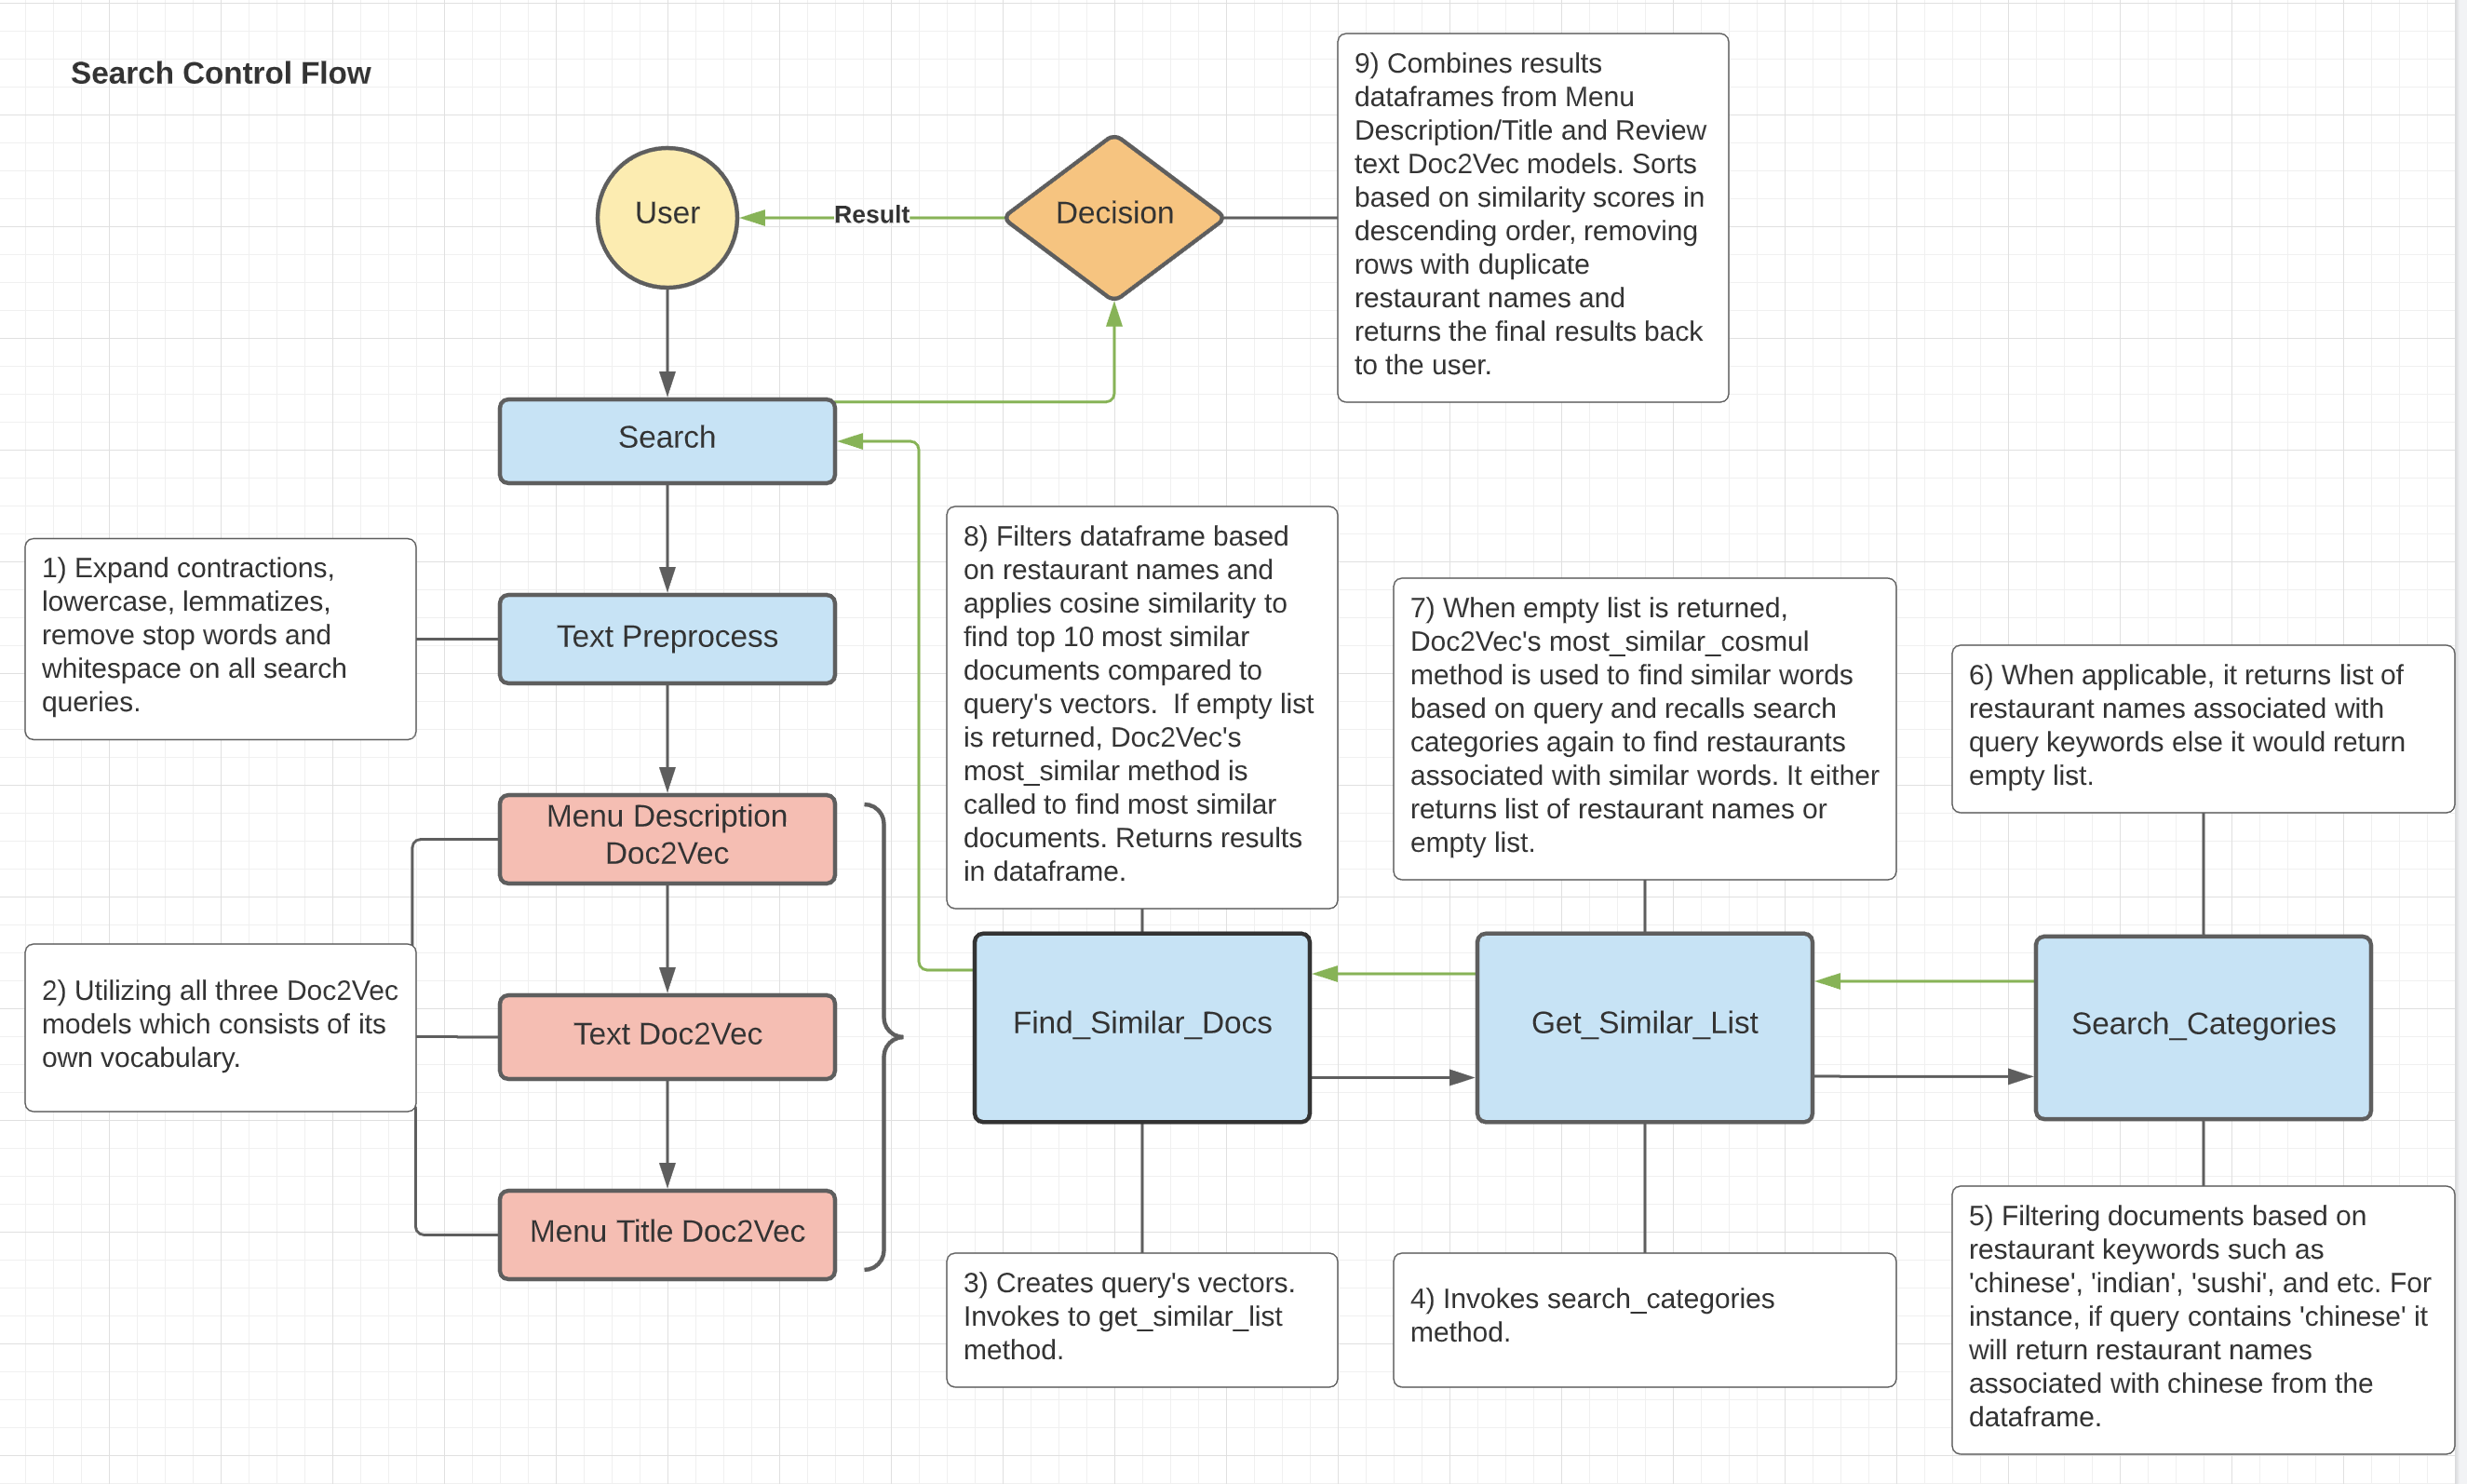 Search Control Flow
User
Result
Decision
9) Combines results
dataframes from Menu
Description/Title and Review
text Doc2Vec models. Sorts
based on similarity scores in
descending order, removing
rows with duplicate
restaurant names and
returns the final results back
to the user.
Search
1) Expand contractions,
lowercase, lemmatizes,
remove stop words and
whitespace on all search
queries.
Text Preprocess
8) Filters dataframe based
on restaurant names and
applies cosine similarity to
find top 10 most similar
documents compared to
query's vectors.  If empty list
is returned, Doc2Vec's
most_similar method is
called to find most similar
documents. Returns results
in dataframe.
7) When empty list is returned,
Doc2Vec's most_similar_cosmul
method is used to find similar words
based on query and recalls search
categories again to find restaurants
associated with similar words. It either
returns list of restaurant names or
empty list.
6) When applicable, it returns list of
restaurant names associated with
query keywords else it would return
empty list.
Menu Description
Doc2Vec
2) Utilizing all three Doc2Vec
models which consists of its
own vocabulary.
Text Doc2Vec
Find_Similar_Docs
Get_Similar_List
Search_Categories
Menu Title Doc2Vec
3) Creates query's vectors.
Invokes to get_similar_list
method.
4) Invokes search_categories
method.
5) Filtering documents based on
restaurant keywords such as
'chinese', 'indian', 'sushi', and etc. For
instance, if query contains 'chinese' it
will return restaurant names
associated with chinese from the
dataframe.